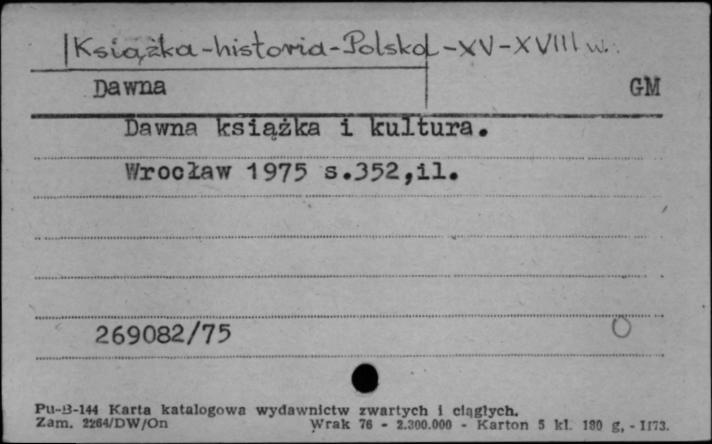 Książka-historia-Polska-XV-XVIII w.
Dawna GM
Dawna książka i kultura.
Wrocław 1975 s.352,il.
269082/75
Pu-B-144 Karta katalogowa wydawnictw zwartych i ciągłych.
Zam. 2264/DW/On Wrak 76 - 2.300.000 - Karton 5 kl. 180 g, - 1173.